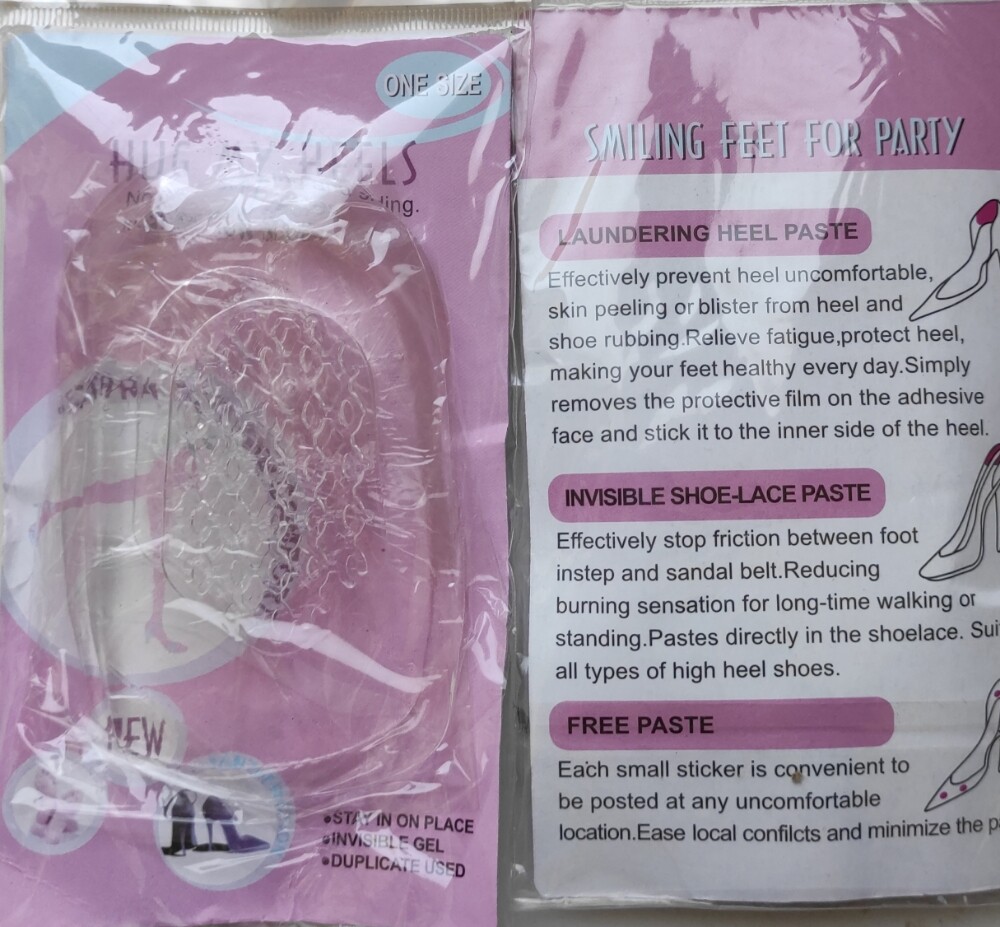 ONE SIZE
HEELS
EXTRA
NEW
•STAY IN ON PLACE
•INVISIBLE GEL
•DUPLICATE USED
SMILING FEET FOR PARTY
LAUNDERING HEEL PASTE
Effectively prevent heel uncomfortable,
skin peeling or blister from heel and
shoe rubbing.Relieve fatigue,protect heel,
making your feet healthy every day.Simply
removes the protective film on the adhesive
face and stick it to the inner side of the heel.
INVISIBLE SHOE-LACE PASTE
Effectively stop friction between foot
instep and sandal belt.Reducing
burning sensation for long-time walking or
standing.Pastes directly in the shoelace. Sui
all types of high heel shoes.
FREE PASTE
Each small sticker is convenient to
be posted at any uncomfortable
location.Ease local confilcts and minimize the pa